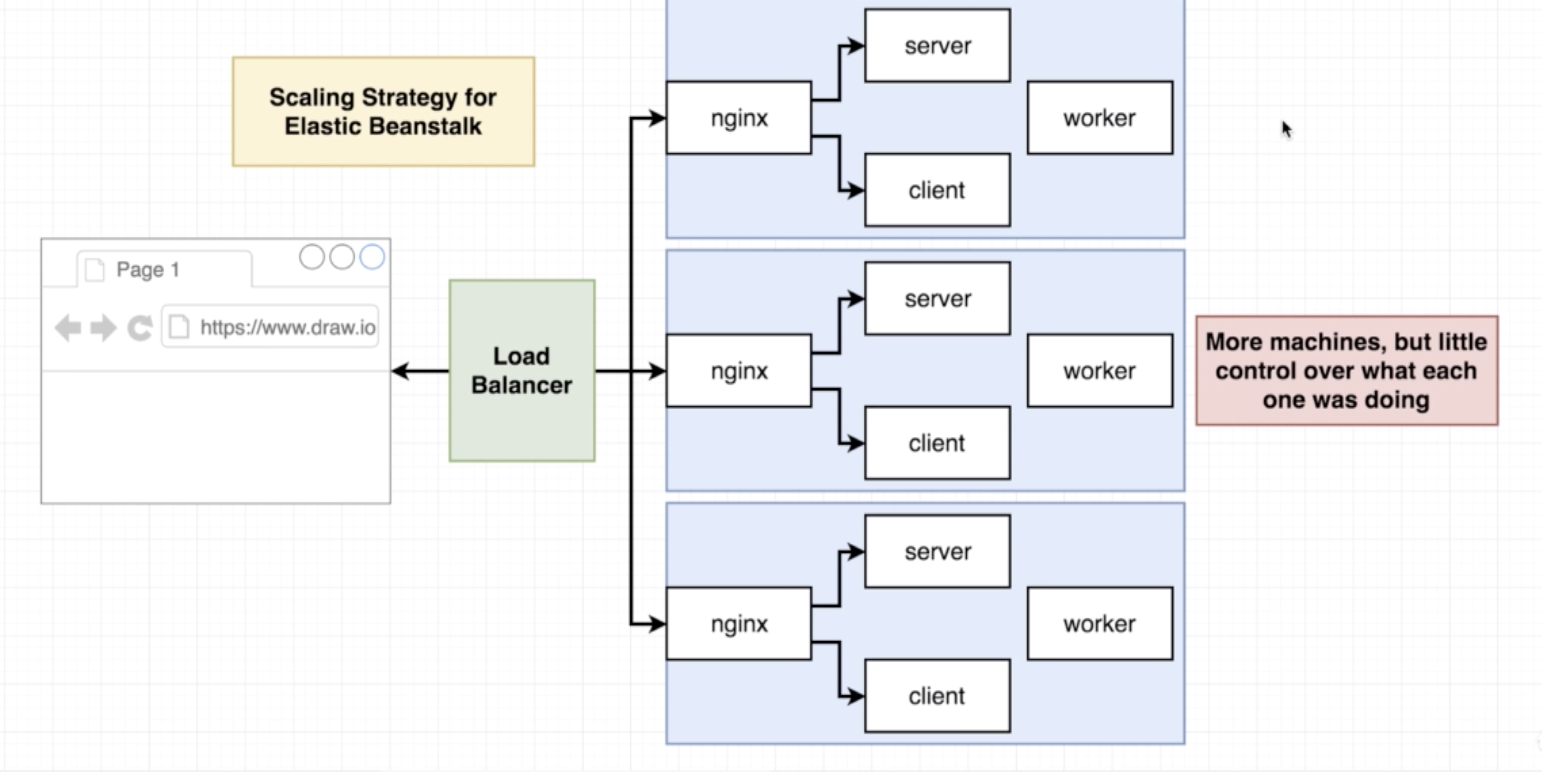 Scaling Strategy for
Elastic Beanstalk
Page 1
https://www.draw.io
Load
Balancer
nginx
server
client
worker
nginx
server
client
worker
nginx
server
client
worker
More machines, but little
control over what each
one was doing